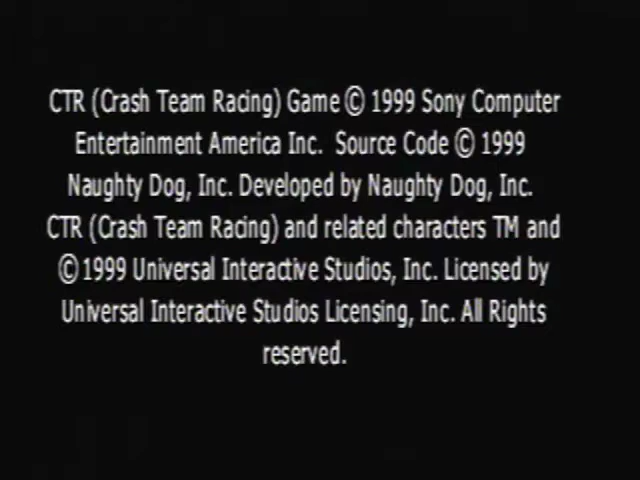 CTR (Crash Team Racing) Game © 1999 Sony Computer
Entertainment America Inc. Source Code © 1999
Naughty Dog, Inc. Developed by Naughty Dog, Inc.
CTR (Crash Team Racing) and related characters TM and
© 1999 Universal Interactive Studios, Inc. Licensed by
Universal Interactive Studios Licensing, Inc. All Rights
reserved.